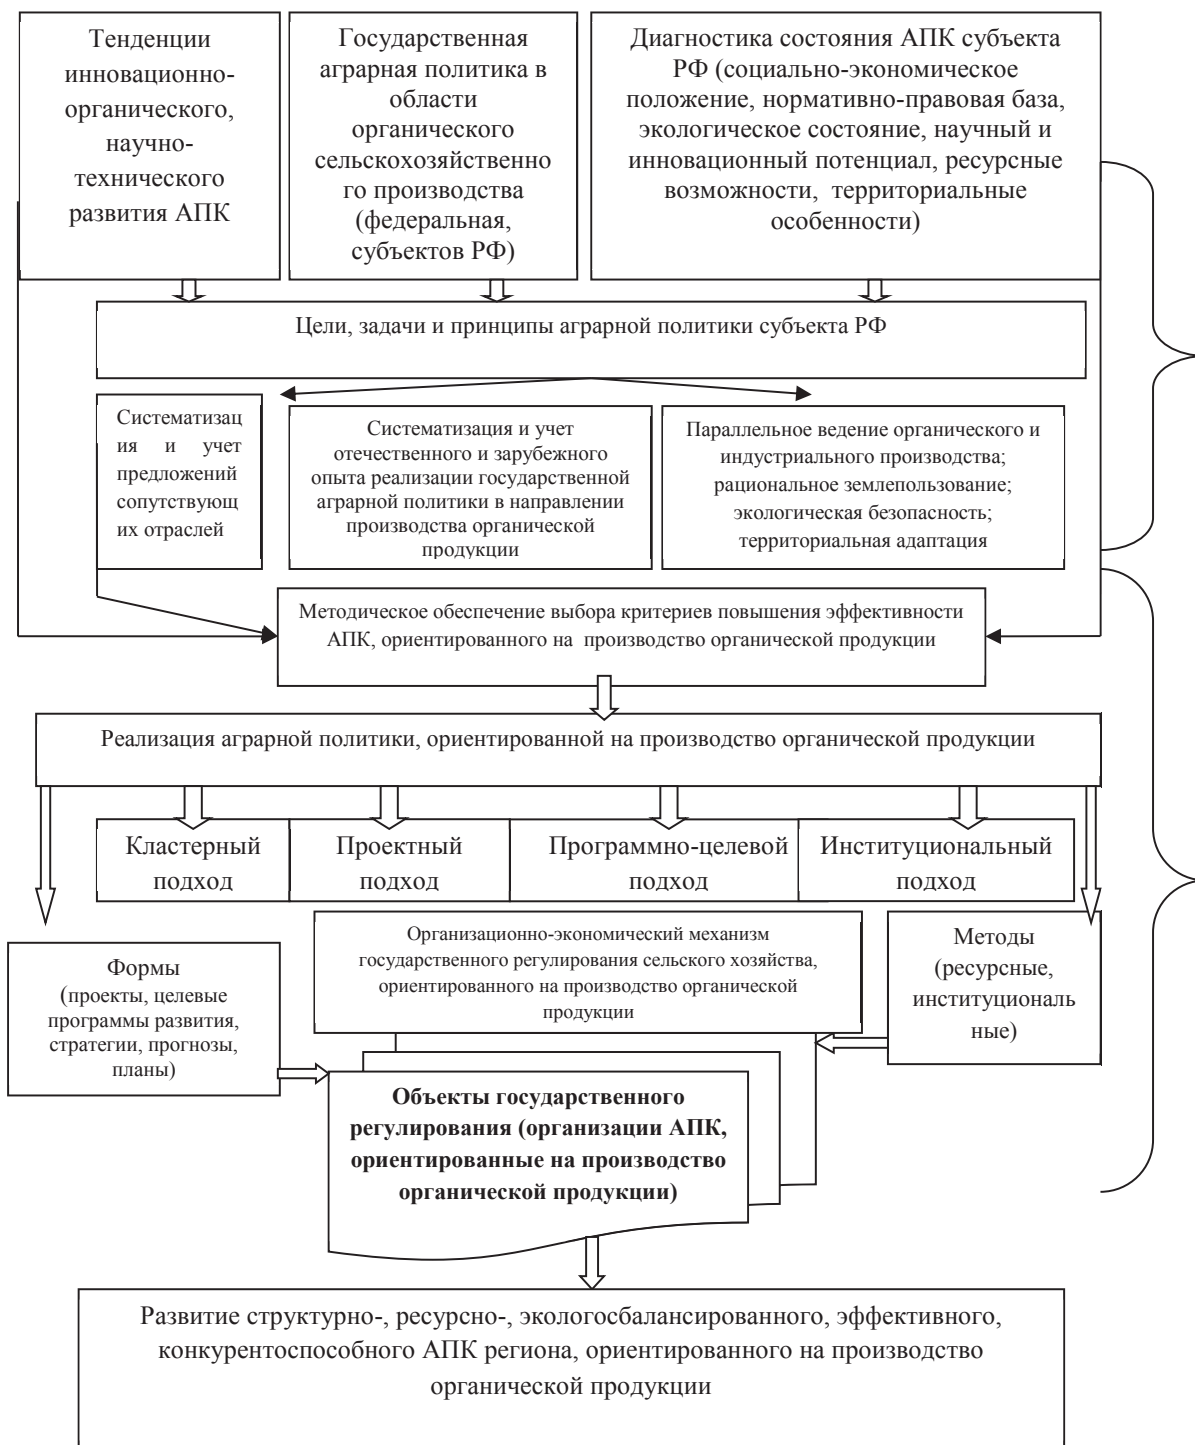 Тенденции
инновационно-
органического,
научно-
технического
развития АПК
Государственная
аграрная политика в
области
органического
сельскохозяйственно
го производства
(федеральная,
субъектов РФ)
Диагностика состояния АПК субъекта
РФ (социально-экономическое
положение, нормативно-правовая база,
экологическое состояние, научный и
инновационный потенциал, ресурсные
возможности, территориальные
особенности)
Цели, задачи и принципы аграрной политики субъекта РФ
Систематизац
ия и учет
предложений
сопутствующ
их отраслей
Систематизация и учет
отечественного и зарубежного
опыта реализации государственной
аграрной политики в направлении
производства органической
продукции
Параллельное ведение органического и
индустриального производства;
рациональное землепользование;
экологическая безопасность;
территориальная адаптация
Методическое обеспечение выбора критериев повышения эффективности
АПК, ориентированного на производство органической продукции
Реализация аграрной политики, ориентированной на производство органической продукции
Кластерный
подход
Проектный
подход
Программно-целевой
подход
Институциональный
подход
Формы
(проекты, целевые
программы развития,
стратегии, прогнозы,
планы)
Организационно-экономический механизм
государственного регулирования сельского хозяйства,
ориентированного на производство органической
продукции
Методы
(ресурсные,
институциональ
ные)
Объекты государственного
регулирования (организации АПК,
ориентированные на производство
органической продукции)
Развитие структурно-, ресурсно-, экологосбалансированного, эффективного,
конкурентоспособного АПК региона, ориентированного на производство
органической продукции